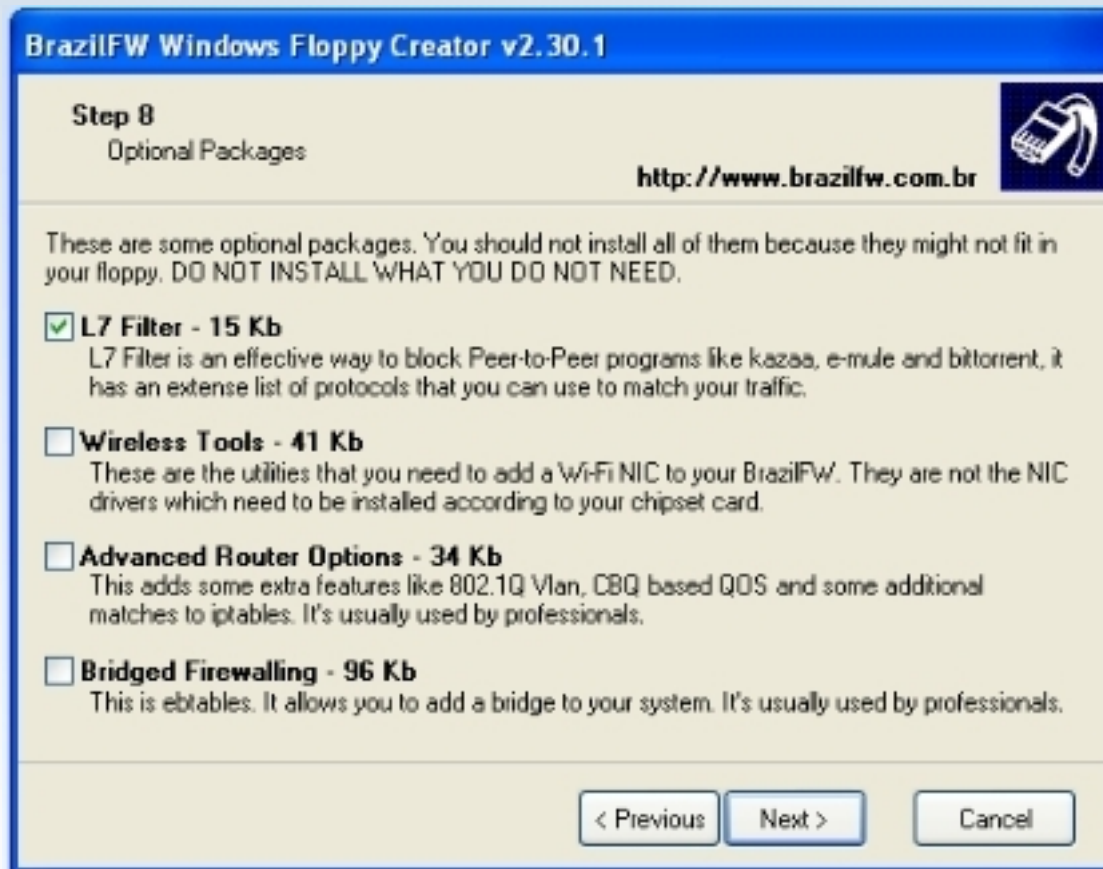 BrazilFW Windows Floppy Creator v2.30.1
Step 8
Optional Packages
http://www.brazilfw.com.br
These are some optional packages. You should not install all of them because they might not fit in
your floppy. DO NOT INSTALL WHAT YOU DO NOT NEED.
L7 Filter - 15 Kb
L7 Filter is an effective way to block Peer-to-Peer programs like kazaa, e-mule and bittorrent, it
has an extense list of protocols that you can use to match your traffic.
Wireless Tools - 41 Kb
These are the utilities that you need to add a Wi-Fi NIC to your BrazilFW. They are not the NIC
drivers which need to be installed according to your chipset card.
Advanced Router Options - 34 Kb
This adds some extra features like 802.1Q Vlan, CBQ based QOS and some additional
matches to iptables. It's usually used by professionals.
Bridged Firewalling - 96 Kb
This is ebtables. It allows you to add a bridge to your system. It's usually used by professionals.
< Previous Next > Cancel